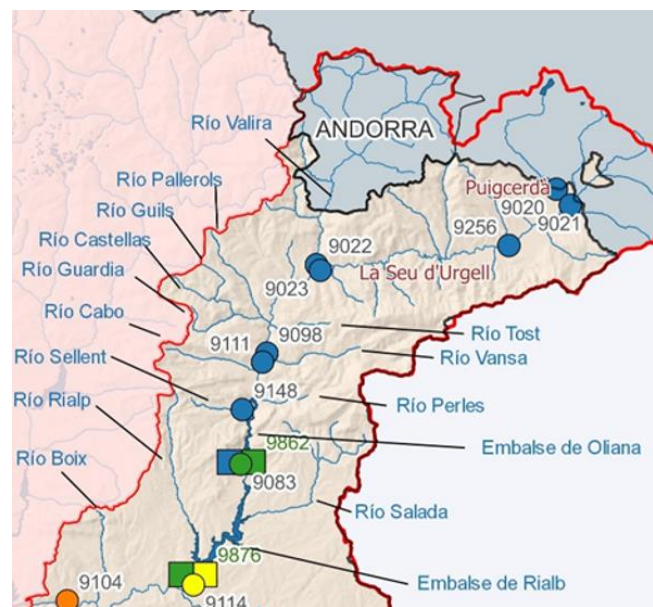 Río Valira
ANDORRA
Río Pallerols
Puigcerdà
Río Guils
9020
9021
9256
Río Castellas
9022
Río Guardia
La Seu d'Urgell
9023
Río Cabo
9098
Río Tost
9111
Río Vansa
Río Sellent
9148
Río Rialp
Río Perles
9862
Embalse de Oliana
Río Boix
9083
Río Salada
9876
9104
Embalse de Rialb
9114